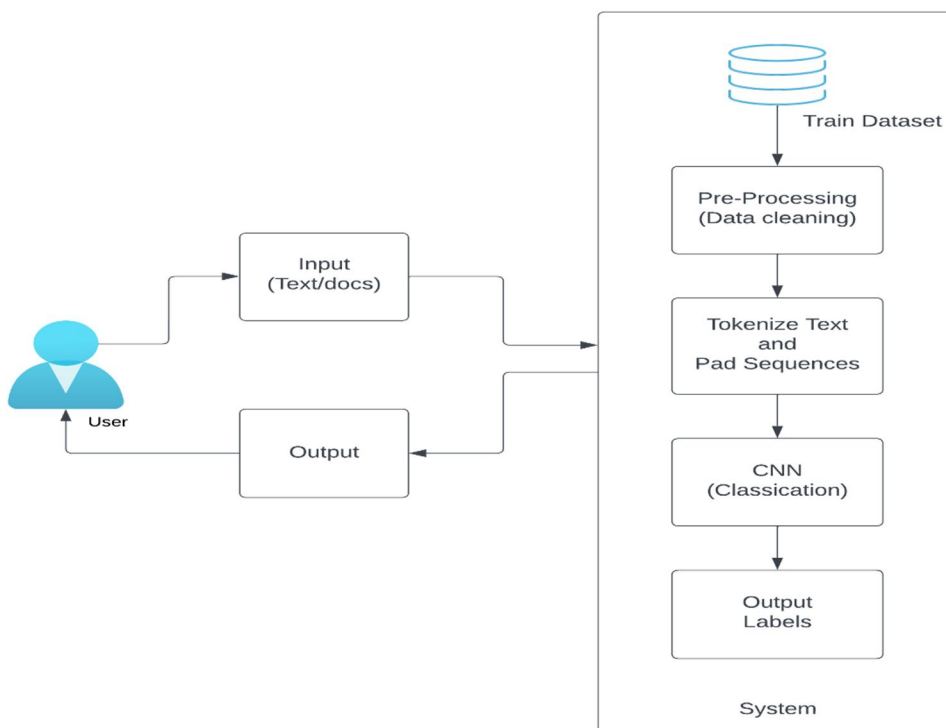 Train Dataset
Pre-Processing
(Data cleaning)
Input
(Text/docs)
Tokenize Text
and
Pad Sequences
User
Output
CNN
(Classication)
Output
Labels
System